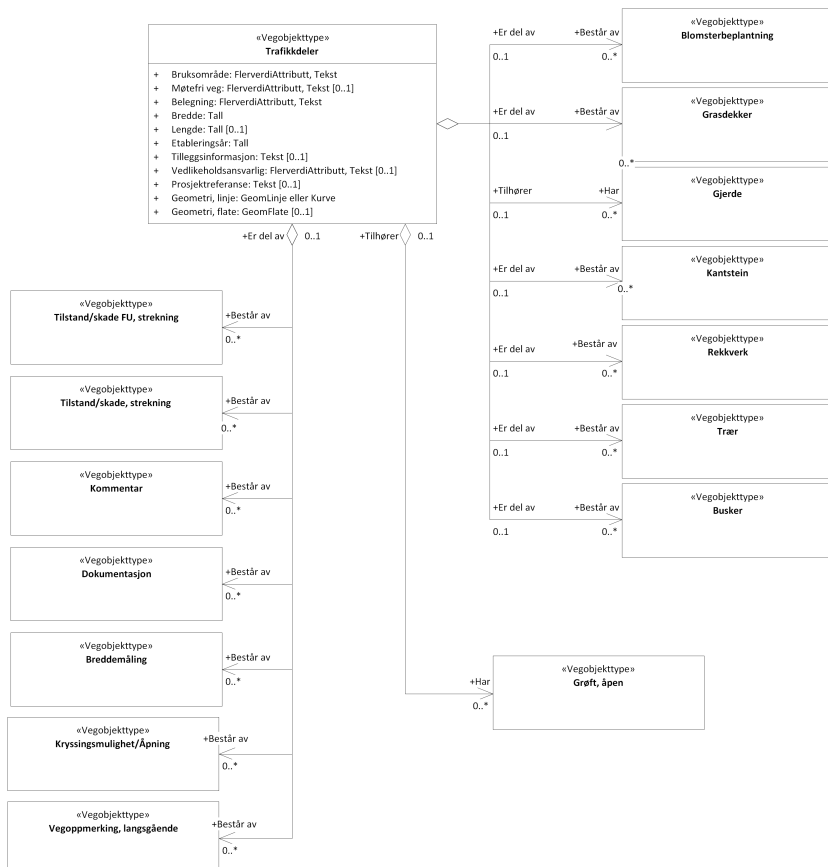 «Vegobjekttype»
Trafikkdeler
+ Bruksområde: FlerverdiAttributt, Tekst
+ Møtefri veg: FlerverdiAttributt, Tekst [0..1]
+ Belegning: FlerverdiAttributt, Tekst
+ Bredde: Tall
+ Lengde: Tall [0..1]
+ Etableringsår: Tall
+ Tilleggsinformasjon: Tekst [0..1]
+ Vedlikeholdsansvarlig: FlerverdiAttributt, Tekst [0..1]
+ Prosjektreferanse: Tekst [0..1]
+ Geometri, linje: GeomLinje eller Kurve
+ Geometri, flate: GeomFlate [0..1]
+Er del av
+Består av
0..1
0..*
«Vegobjekttype»
Blomsterbeplantning
+Er del av
+Består av
0..1
0..*
«Vegobjekttype»
Grasdekker
+Tilhører
+Har
0..1
0..*
«Vegobjekttype»
Gjerde
+Er del av
+Består av
0..1
0..*
«Vegobjekttype»
Kantstein
+Er del av
+Består av
0..1
0..*
«Vegobjekttype»
Rekkverk
+Er del av
+Består av
0..1
0..*
«Vegobjekttype»
Trær
+Er del av
+Består av
0..1
0..*
«Vegobjekttype»
Busker
+Er del av
0..1
+Tilhører
0..1
«Vegobjekttype»
Tilstand/skade FU, strekning
+Består av
0..*
«Vegobjekttype»
Tilstand/skade, strekning
+Består av
0..*
«Vegobjekttype»
Kommentar
+Består av
0..*
«Vegobjekttype»
Dokumentasjon
+Består av
0..*
«Vegobjekttype»
Breddemåling
+Består av
0..*
«Vegobjekttype»
Kryssingsmulighet/Åpning
+Består av
0..*
«Vegobjekttype»
Vegoppmerking, langsgående
+Består av
0..*
+Har
0..*
«Vegobjekttype»
Grøft, åpen